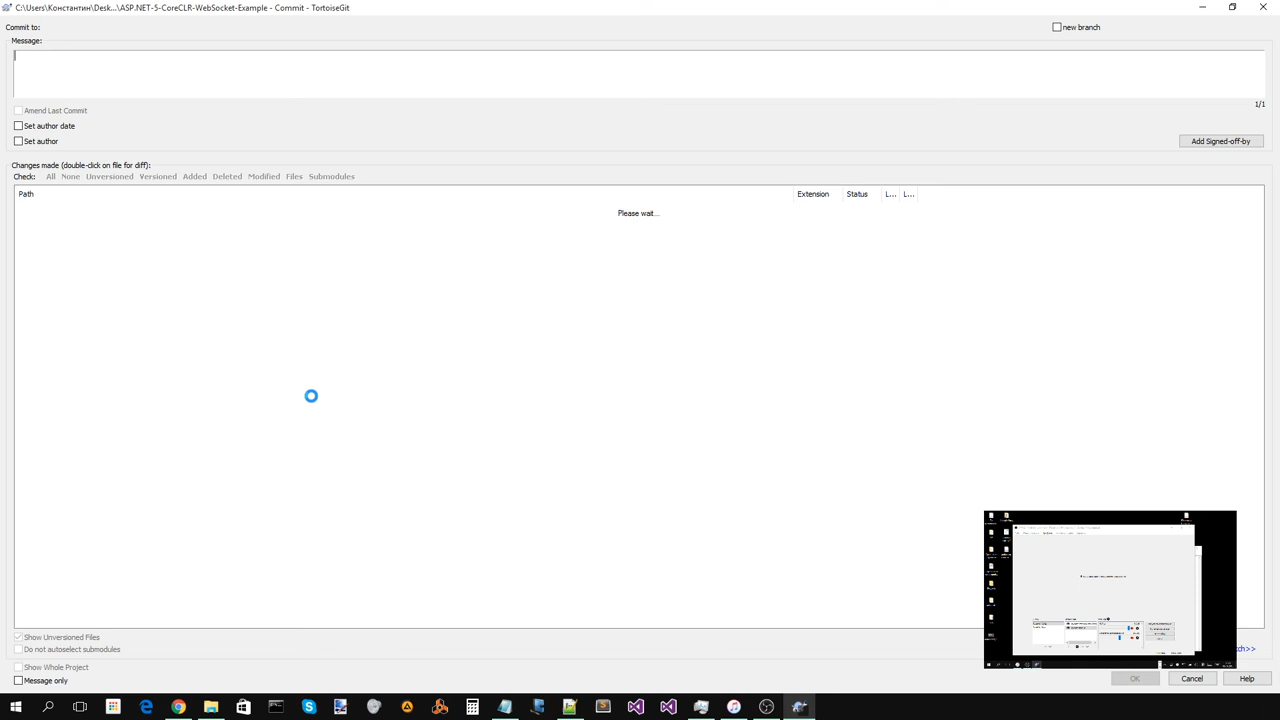 C:\Users\Константин\Desk...\ASP.NET-5-CoreCLR-WebSocket-Example - Commit - TortoiseGit
Commit to:
new branch
Message:
1/1
Amend Last Commit
Set author date
Set author
Add Signed-off-by
Changes made (double-click on file for diff):
Check: All None Unversioned Versioned Added Deleted Modified Files Submodules
Path Extension Status L... L...
Please wait...
Show Unversioned Files
Do not autoselect submodules
Show Whole Project
Message only
OK Cancel Help